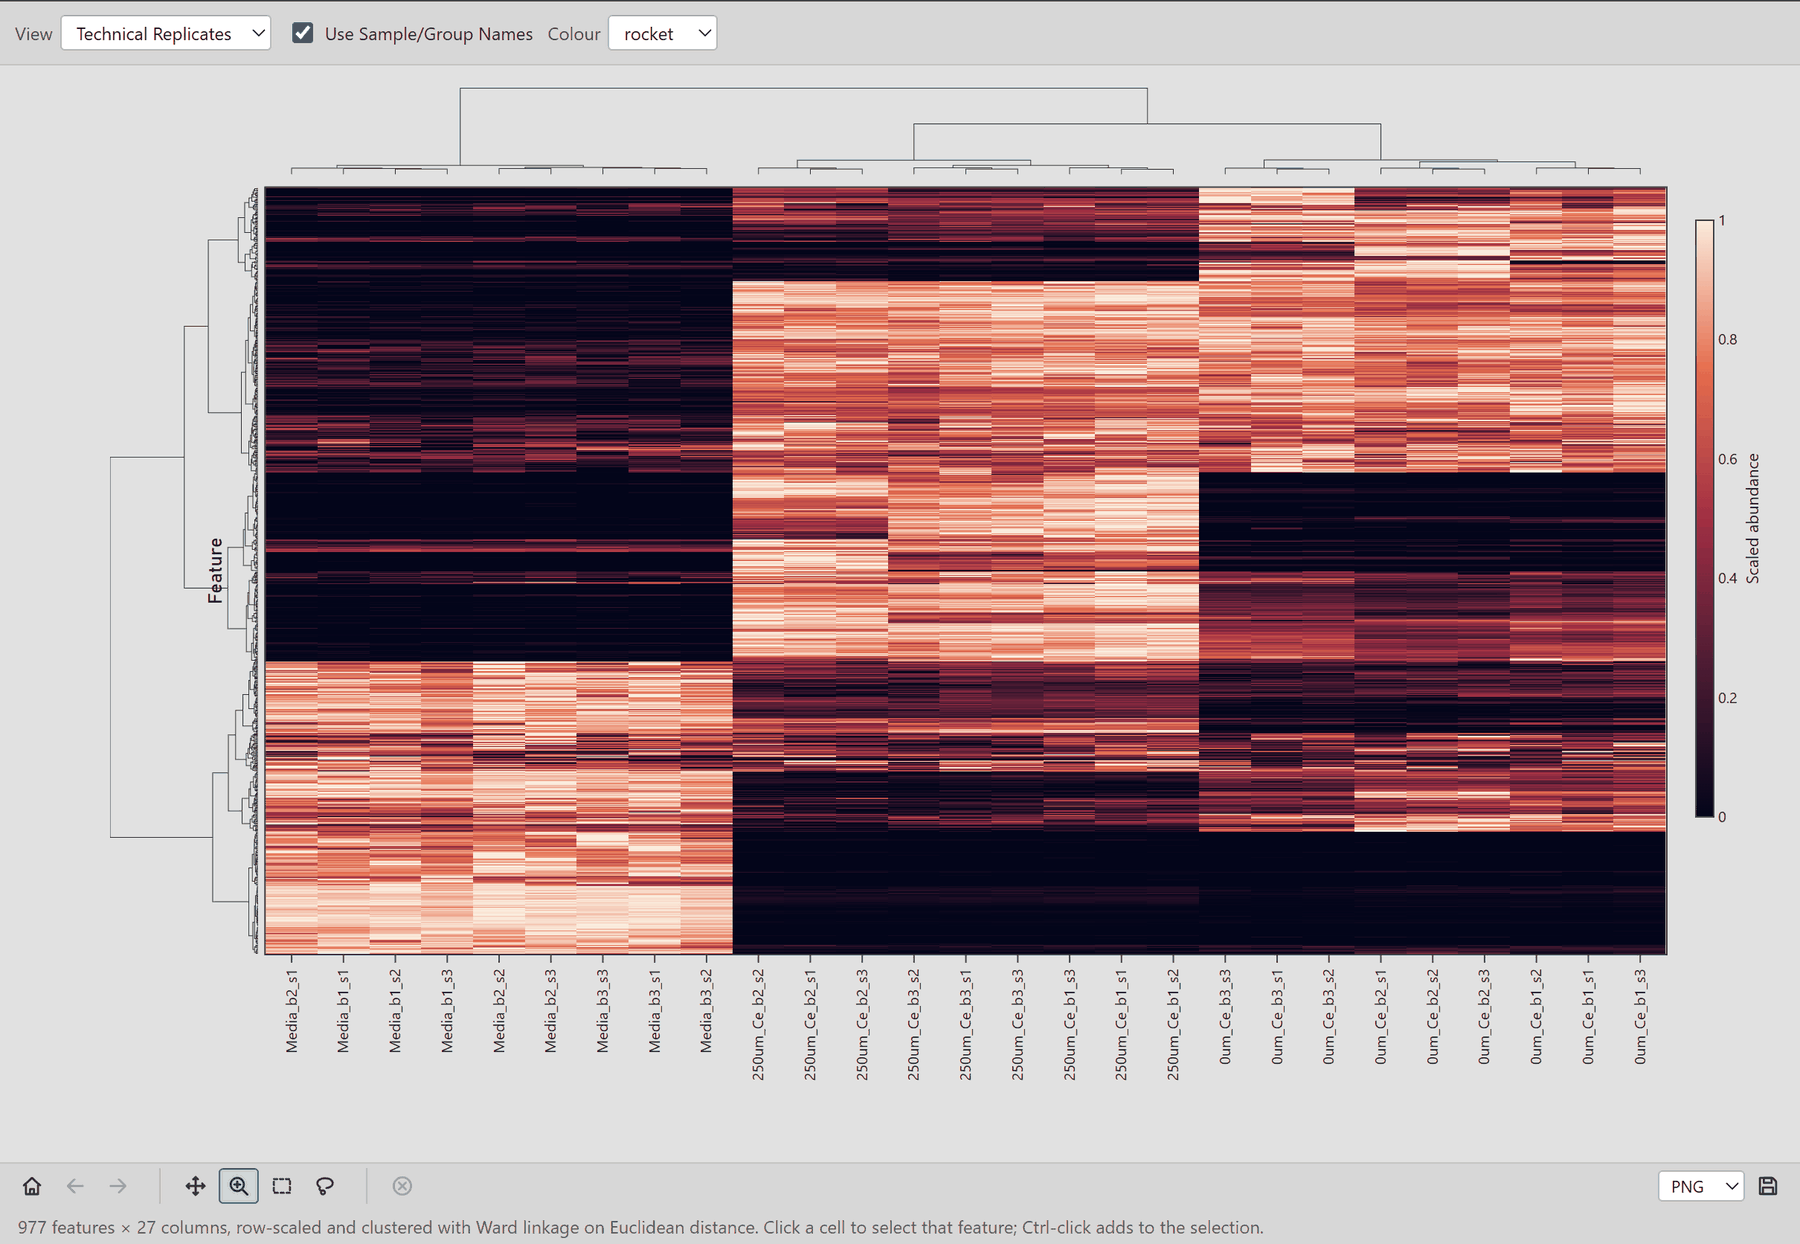 View Technical Replicates Use Sample/Group Names Colour rocket
1
0.8
0.6
0.4
0.2
0
Scaled abundance
Feature
Media_b2_s1
Media_b1_s1
Media_b1_s2
Media_b1_s3
Media_b2_s2
Media_b2_s3
Media_b3_s3
Media_b3_s1
Media_b3_s2
250um_Ce_b2_s2
250um_Ce_b2_s1
250um_Ce_b2_s3
250um_Ce_b3_s2
250um_Ce_b3_s1
250um_Ce_b3_s3
250um_Ce_b1_s3
250um_Ce_b1_s1
250um_Ce_b1_s2
0um_Ce_b3_s3
0um_Ce_b3_s1
0um_Ce_b3_s2
0um_Ce_b2_s1
0um_Ce_b2_s2
0um_Ce_b2_s3
0um_Ce_b1_s2
0um_Ce_b1_s1
0um_Ce_b1_s3
PNG
977 features × 27 columns, row-scaled and clustered with Ward linkage on Euclidean distance. Click a cell to select that feature; Ctrl-click adds to the selection.